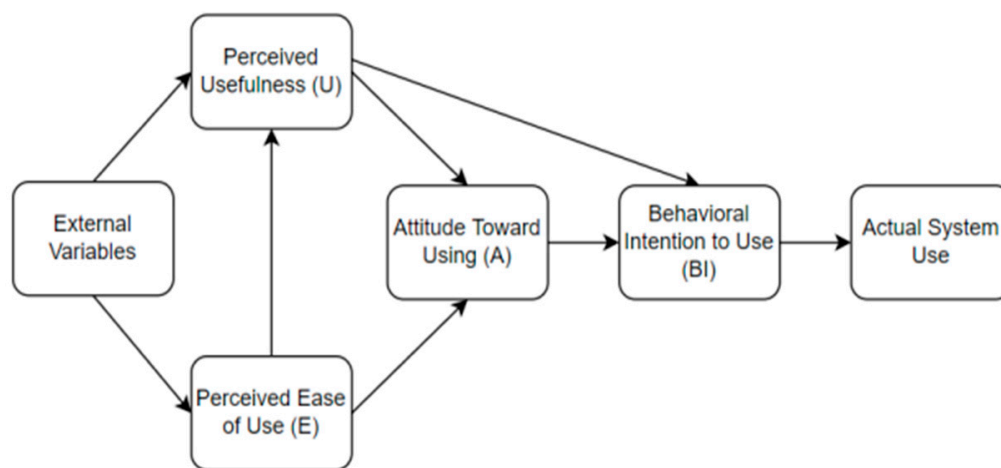 Perceived
Usefulness (U)
External
Variables
Attitude Toward
Using (A)
Behavioral
Intention to Use
(BI)
Actual System
Use
Perceived Ease
of Use (E)